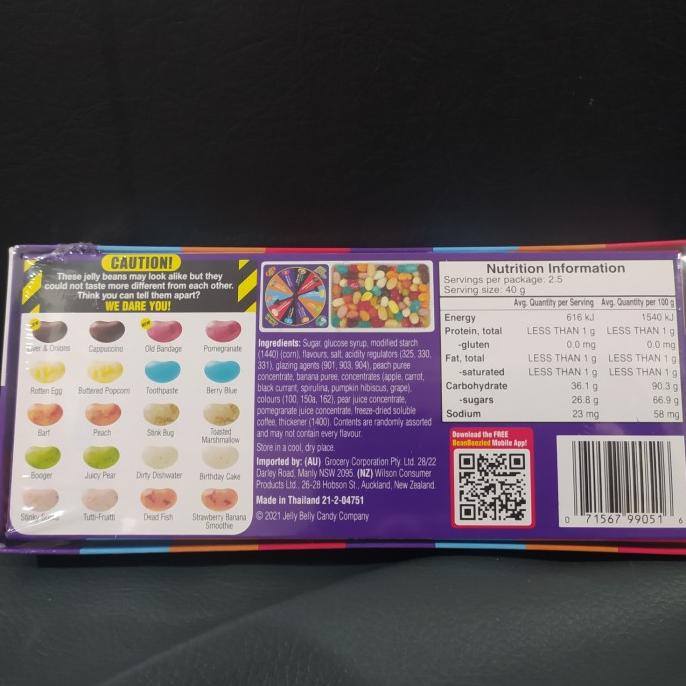 CAUTION!
These jelly beans may look alike but they
could not taste more different from each other.
Think you can tell them apart?
WE DARE YOU!
Liver & Onions
Cappuccino
Old Bandage
Pomegranate
Rotten Egg
Buttered Popcorn
Toothpaste
Berry Blue
Barf
Peach
Stink Bug
Toasted
Marshmallow
Booger
Juicy Pear
Dirty Dishwater
Birthday Cake
Stinky Socks
Tutti-Fruitti
Dead Fish
Strawberry Banana
Smoothie
Ingredients: Sugar, glucose syrup, modified starch
(1440) (corn), flavours, salt, acidity regulators (325, 330,
331), glazing agents (901, 903, 904), peach puree
concentrate, banana puree, concentrates (apple, carrot,
black currant, spirulina, pumpkin hibiscus, grape),
colours (100, 150a, 162), pear juice concentrate,
pomegranate juice concentrate, freeze-dried soluble
coffee, thickener (1400). Contents are randomly assorted
and may not contain every flavour.
Store in a cool, dry place.
Imported by: (AU) Grocery Corporation Pty. Ltd. 28/22
Darley Road, Manly NSW 2095. (NZ) Wilson Consumer
Products Ltd., 26-28 Hobson St., Auckland, New Zealand.
Made in Thailand 21-2-04751
© 2021 Jelly Belly Candy Company
Nutrition Information
Servings per package: 2.5
Serving size: 40 g
Avg. Quantity per Serving Avg. Quantity per 100 g
Energy 616 kJ 1540 kJ
Protein, total LESS THAN 1 g LESS THAN 1 g
-gluten 0.0 mg 0.0 mg
Fat, total LESS THAN 1 g LESS THAN 1 g
-saturated LESS THAN 1 g LESS THAN 1 g
Carbohydrate 36.1 g 90.3 g
-sugars 26.8 g 66.9 g
Sodium 23 mg 58 mg
Download the FREE
BeanBoozled Mobile App!
0 71567 99051 6